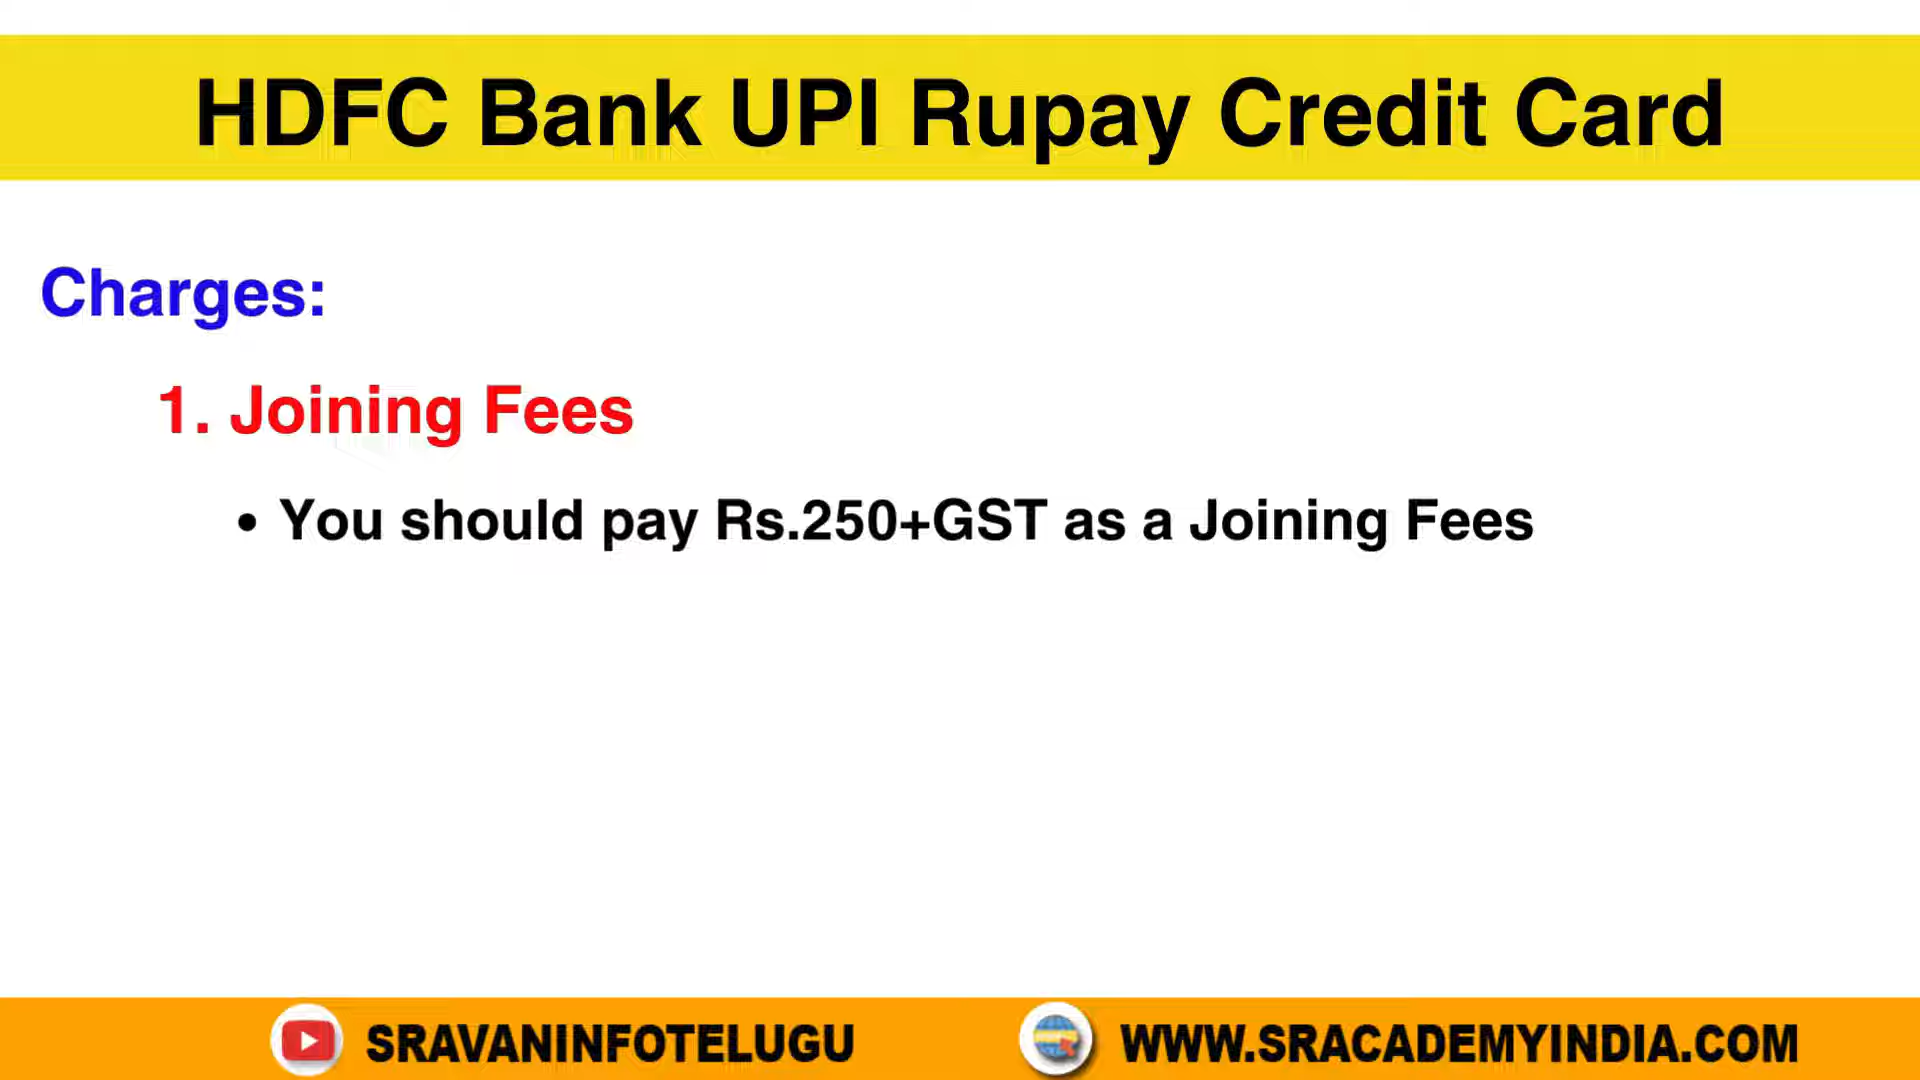 HDFC Bank UPI Rupay Credit Card
Charges:
1. Joining Fees
• You should pay Rs.250+GST as a Joining Fees
SRAVANINFOTELUGU
WWW.SRACADEMYINDIA.COM